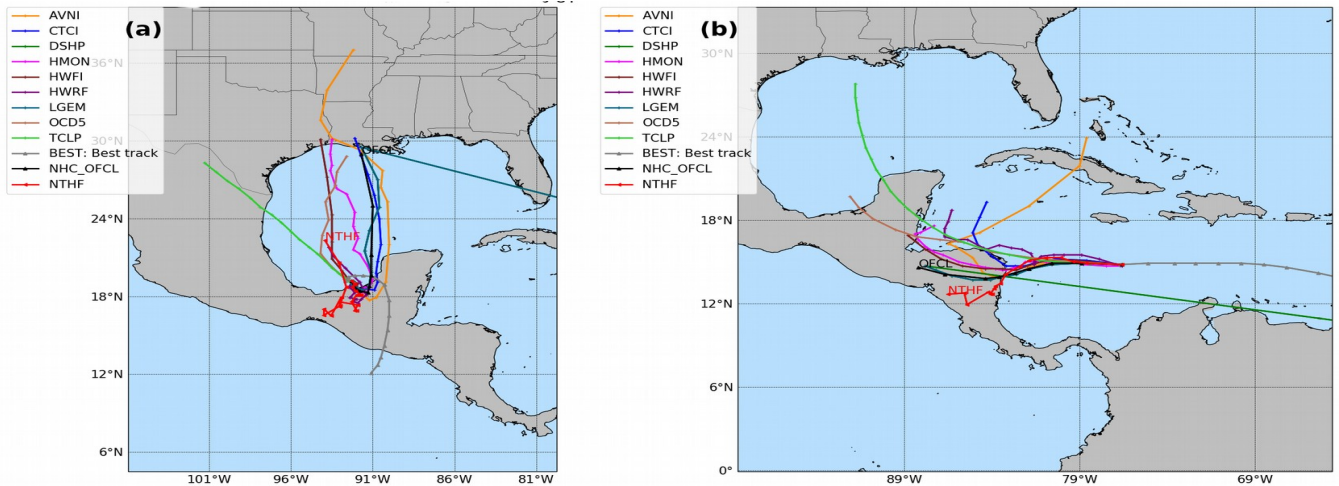 AVNI
CTCI
DSHP
HMON
HWFI
HWRF
LGEM
OCD5
TCLP
BEST: Best track
NHC_OFCL
NTHF
(a)
36°N
30°N
24°N
18°N
12°N
6°N
101°W 96°W 91°W 86°W 81°W
OFCL
NTHF
AVNI
CTCI
DSHP
HMON
HWFI
HWRF
LGEM
OCD5
TCLP
BEST: Best track
NHC_OFCL
NTHF
(b)
30°N
24°N
18°N
12°N
6°N
0°
89°W 79°W 69°W
OFCL
NTHF